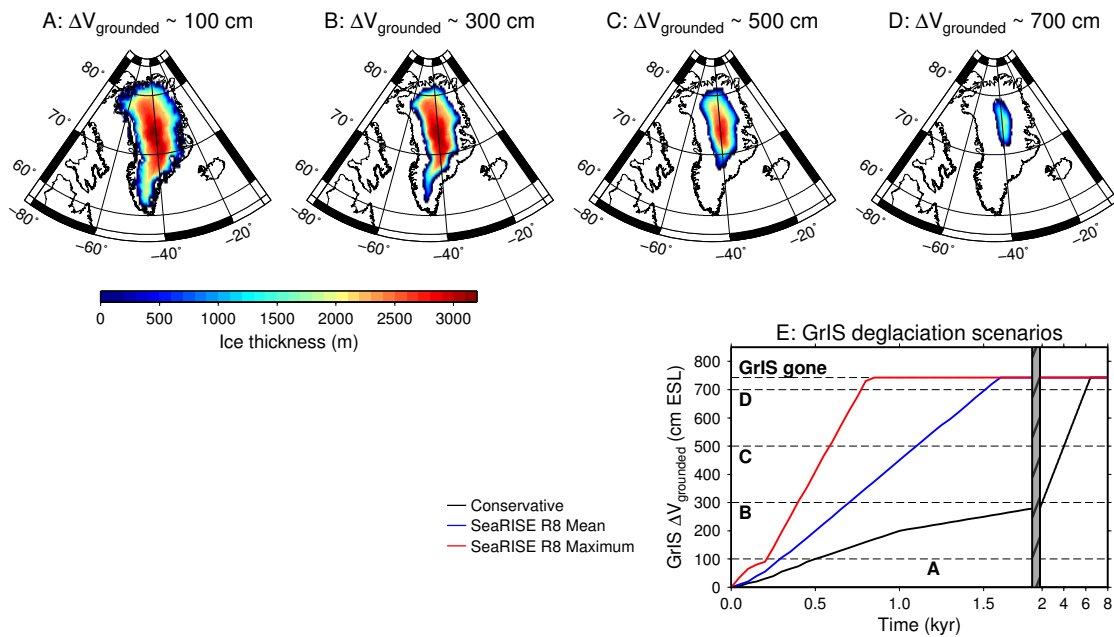 A: ΔVgrounded ~ 100 cm
B: ΔVgrounded ~ 300 cm
C: ΔVgrounded ~ 500 cm
D: ΔVgrounded ~ 700 cm
80° 70° 60° −80° −60° −40° −20°
80° 70° 60° −80° −60° −40° −20°
80° 70° 60° −80° −60° −40° −20°
80° 70° 60° −80° −60° −40° −20°
0 500 1000 1500 2000 2500 3000
Ice thickness (m)
E: GrIS deglaciation scenarios
GrIS ΔVgrounded (cm ESL)
800
700
600
500
400
300
200
100
0
GrIS gone
D
C
B
A
0.0 0.5 1.0 1.5 2 4 6 8
Time (kyr)
Conservative
SeaRISE R8 Mean
SeaRISE R8 Maximum